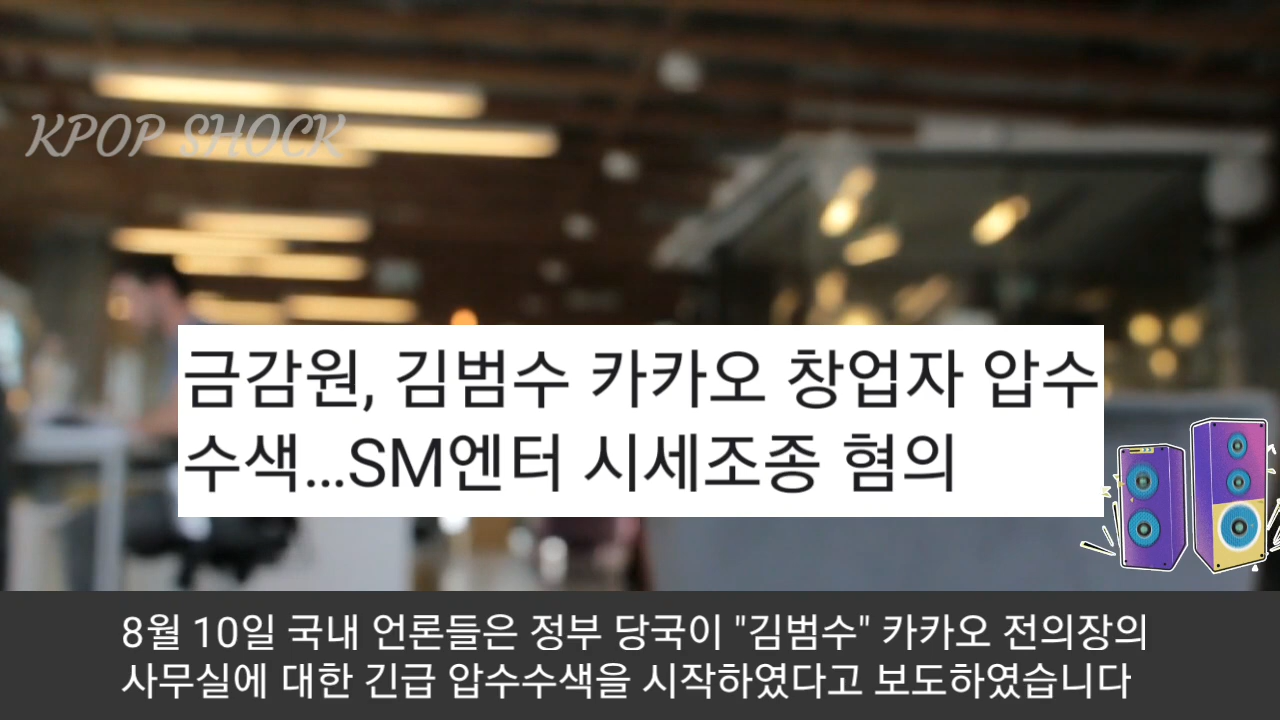 KPOP SHOCK
금감원, 김범수 카카오 창업자 압수
수색...SM엔터 시세조종 혐의
8월 10일 국내 언론들은 정부 당국이 "김범수" 카카오 전의장의
사무실에 대한 긴급 압수수색을 시작하였다고 보도하였습니다